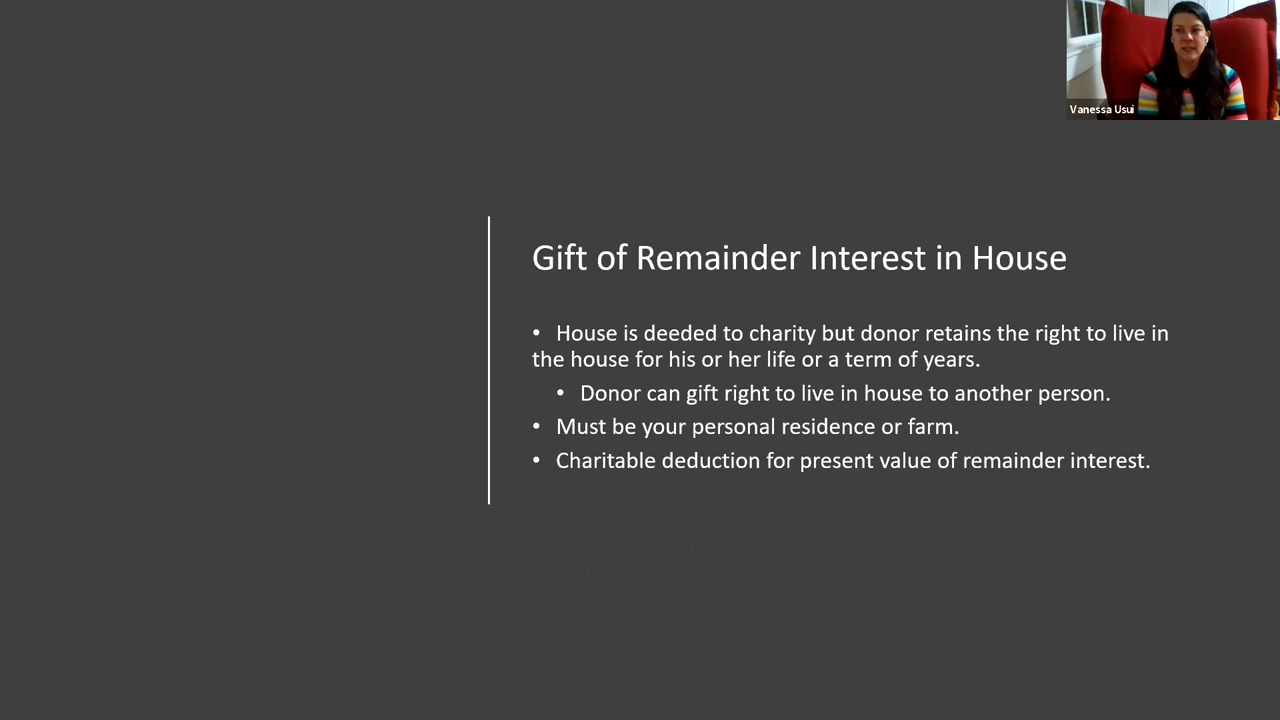 Vanessa Usui
Gift of Remainder Interest in House
• House is deeded to charity but donor retains the right to live in
the house for his or her life or a term of years.
• Donor can gift right to live in house to another person.
• Must be your personal residence or farm.
• Charitable deduction for present value of remainder interest.